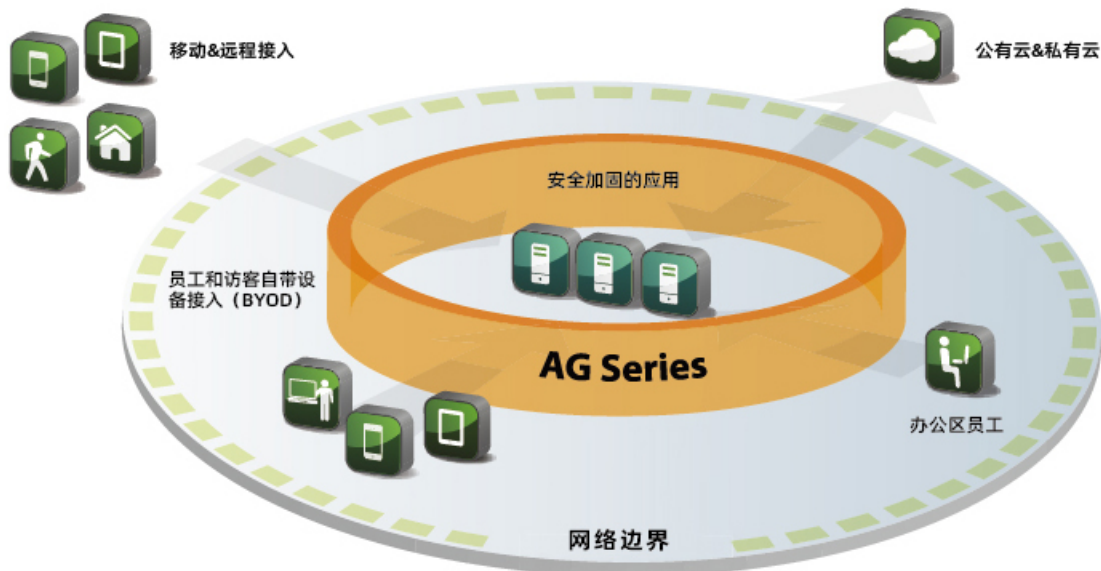 移动&远程接入
公有云&私有云
安全加固的应用
员工和访客自带设
备接入（BYOD）
AG Series
办公区员工
网络边界